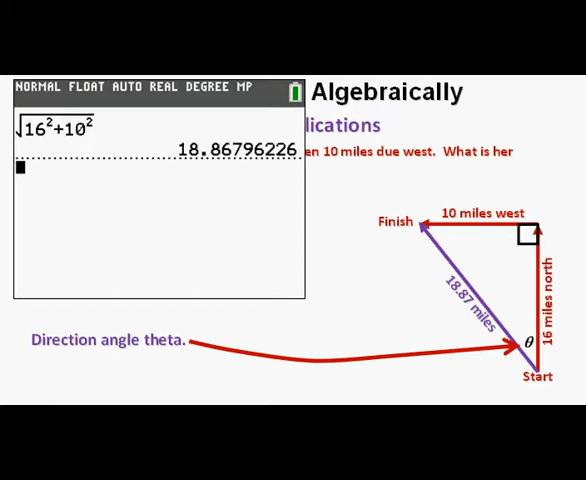 NORMAL FLOAT AUTO REAL DEGREE MP
Algebraically
√16²+10²
18.86796226
lications
en 10 miles due west. What is her
10 miles west
Finish
16 miles north
18.87 miles
Direction angle theta.
θ
Start